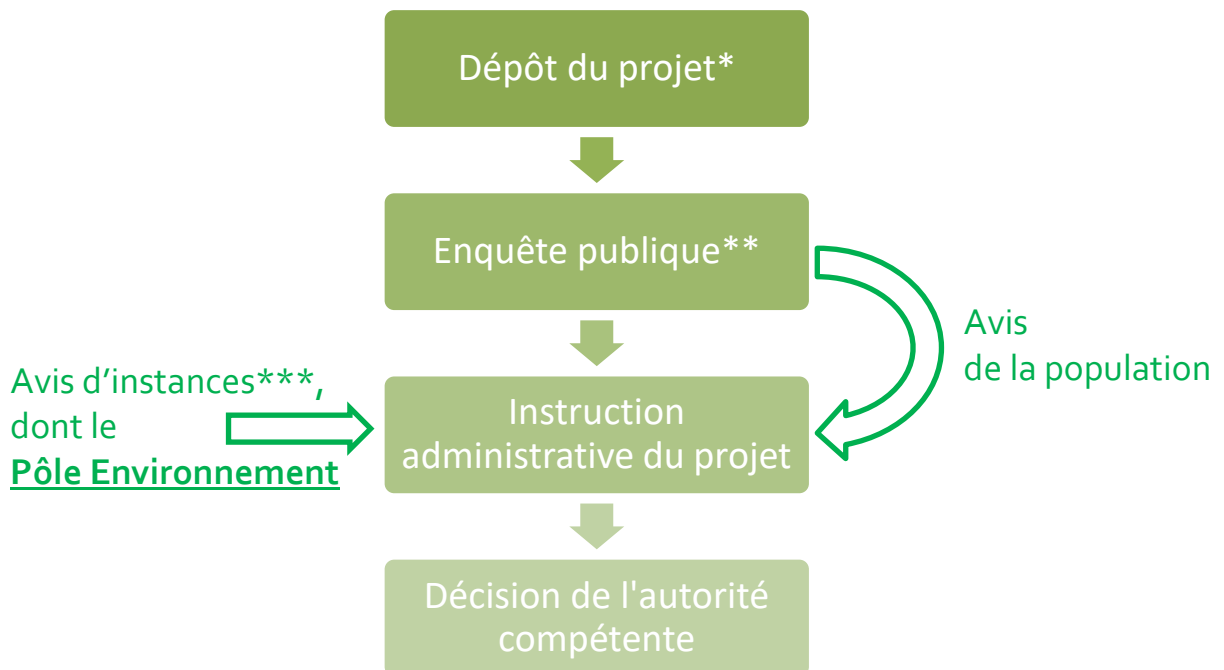 Dépôt du projet*
Enquête publique**
Avis
de la population
Avis d’instances***,
dont le
Pôle Environnement
Instruction
administrative du projet
Décision de l'autorité
compétente